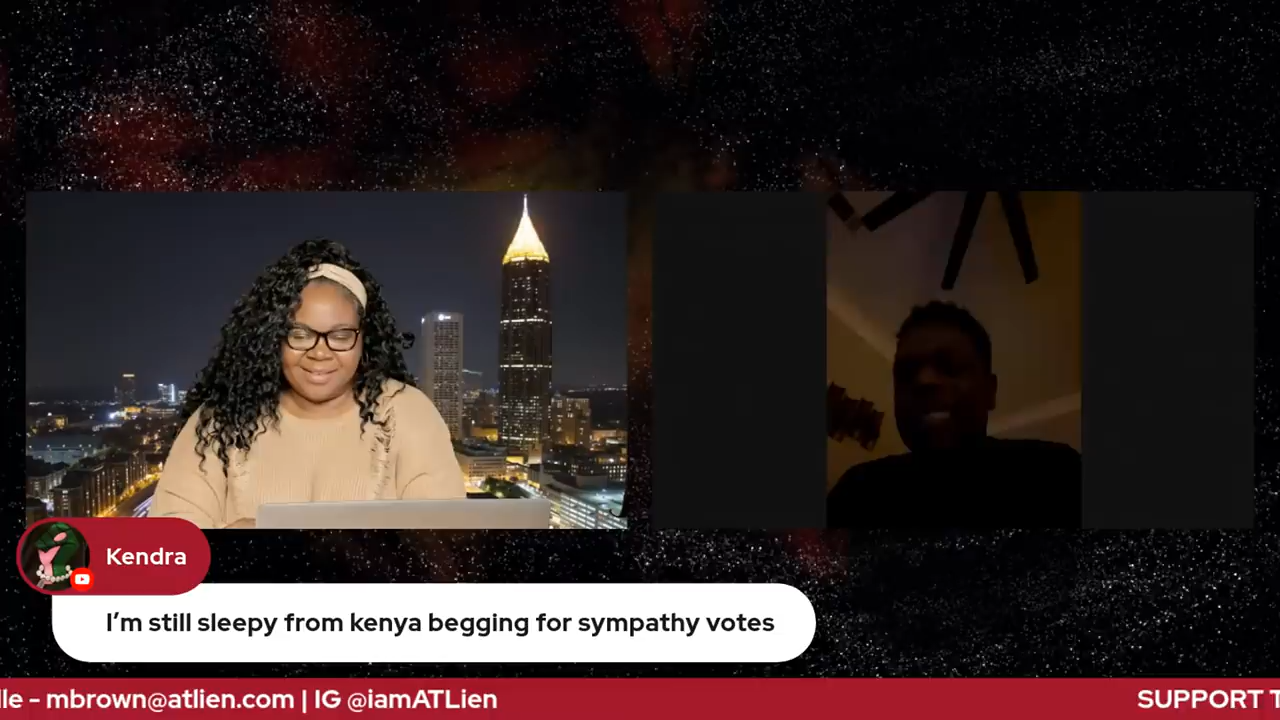 Kendra
I’m still sleepy from kenya begging for sympathy votes
lle - mbrown@atlien.com | IG @iamATLien
SUPPORT T